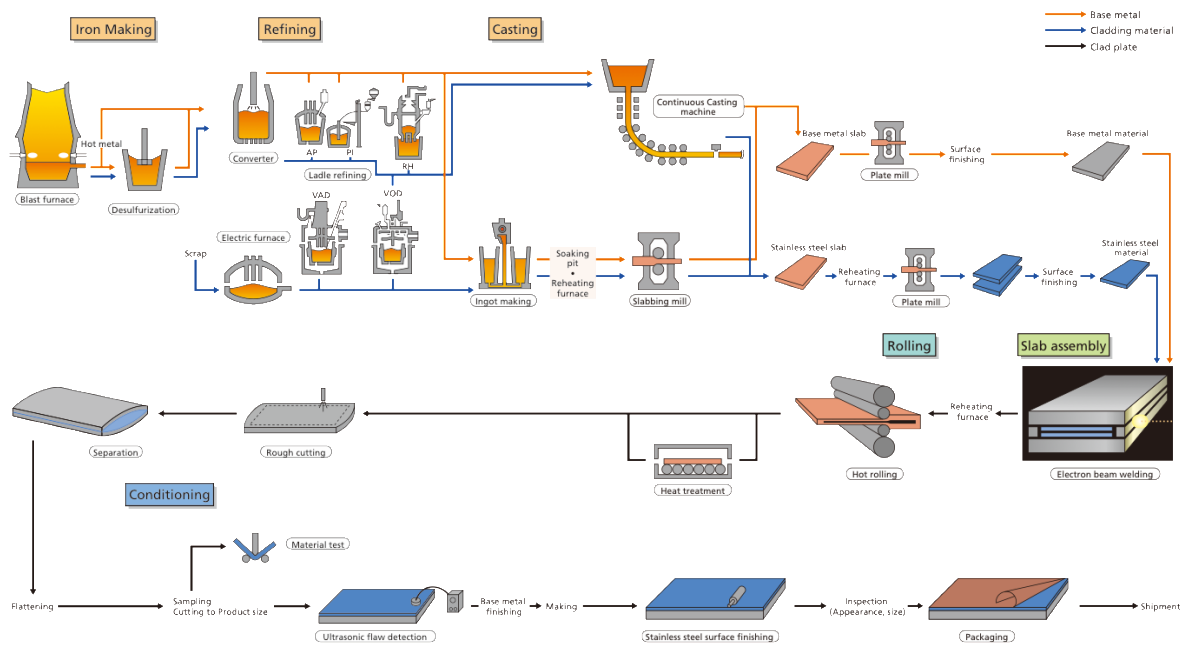 Iron Making
Refining
Casting
Base metal
Cladding material
Clad plate
Hot metal
Blast furnace
Desulfurization
Converter
AP
PI
RH
Ladle refining
Continuous Casting
machine
Base metal slab
Plate mill
Surface
finishing
Base metal material
VAD
VOD
Electric furnace
Scrap
Ingot making
Soaking
pit
•
Reheating
furnace
Slabbing mill
Stainless steel slab
Reheating
furnace
Plate mill
Surface
finishing
Stainless steel
material
Rolling
Slab assembly
Separation
Rough cutting
Heat treatment
Hot rolling
Reheating
furnace
Electron beam welding
Conditioning
Material test
Flattening
Sampling
Cutting to Product size
Ultrasonic flaw detection
Base metal
finishing
Making
Stainless steel surface finishing
Inspection
(Appearance, size)
Packaging
Shipment